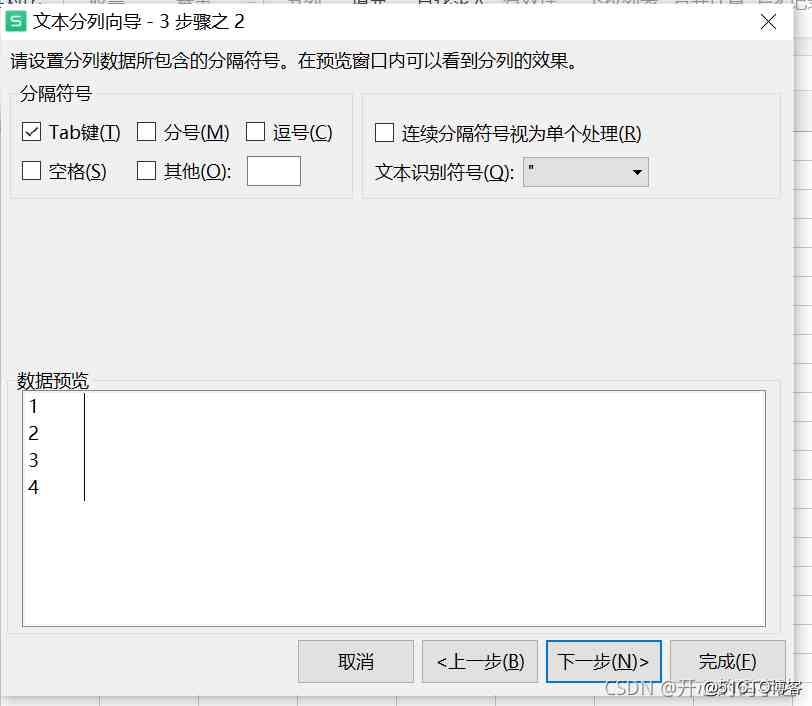 S 文本分列向导 - 3 步骤之 2
请设置分列数据所包含的分隔符号。在预览窗口内可以看到分列的效果。
分隔符号
Tab键(T) 分号(M) 逗号(C)
空格(S) 其他(O):
连续分隔符号视为单个处理(R)
文本识别符号(Q): "
数据预览
1
2
3
4
取消 <上一步(B) 下一步(N)> 完成(F)
CSDN @开 @51CTO博客